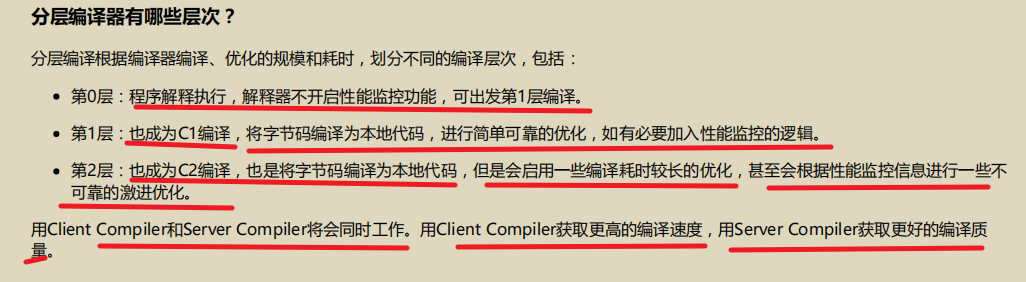 分层编译器有哪些层次？
分层编译根据编译器编译、优化的规模和耗时，划分不同的编译层次，包括：
• 第0层：程序解释执行，解释器不开启性能监控功能，可出发第1层编译。
• 第1层：也成为C1编译，将字节码编译为本地代码，进行简单可靠的优化，如有必要加入性能监控的逻辑。
• 第2层：也成为C2编译，也是将字节码编译为本地代码，但是会启用一些编译耗时较长的优化，甚至会根据性能监控信息进行一些不
可靠的激进优化。
用Client Compiler和Server Compiler将会同时工作。用Client Compiler获取更高的编译速度，用Server Compiler获取更好的编译质
量。